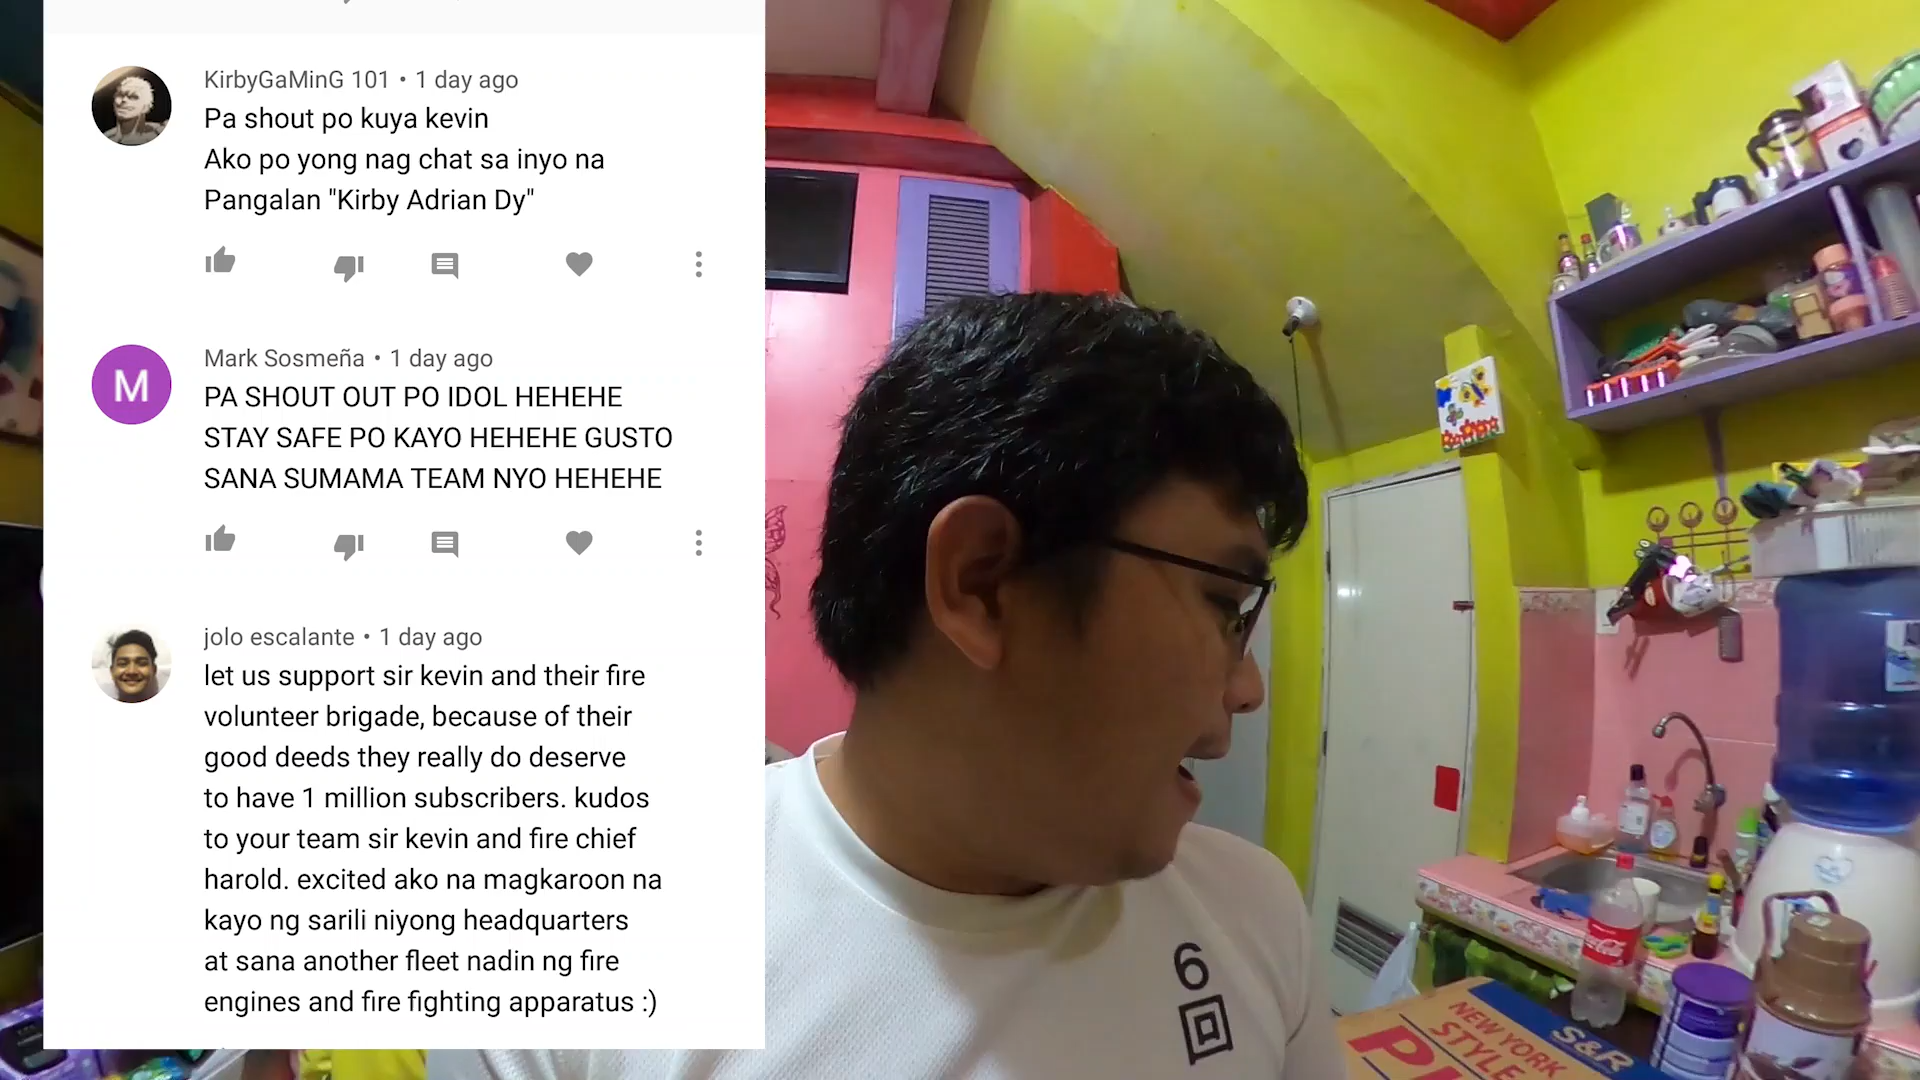 KirbyGaMinG 101 • 1 day ago
Pa shout po kuya kevin
Ako po yong nag chat sa inyo na
Pangalan "Kirby Adrian Dy"
M
Mark Sosmeña • 1 day ago
PA SHOUT OUT PO IDOL HEHEHE
STAY SAFE PO KAYO HEHEHE GUSTO
SANA SUMAMA TEAM NYO HEHEHE
jolo escalante • 1 day ago
let us support sir kevin and their fire
volunteer brigade, because of their
good deeds they really do deserve
to have 1 million subscribers. kudos
to your team sir kevin and fire chief
harold. excited ako na magkaroon na
kayo ng sarili niyong headquarters
at sana another fleet nadin ng fire
engines and fire fighting apparatus :)
6
回
S&R
NEW YORK
STYLE
Coca-Cola